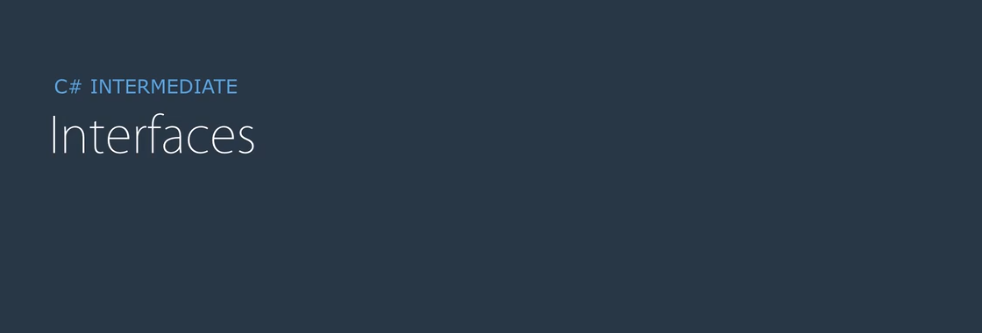 C# INTERMEDIATE
Interfaces